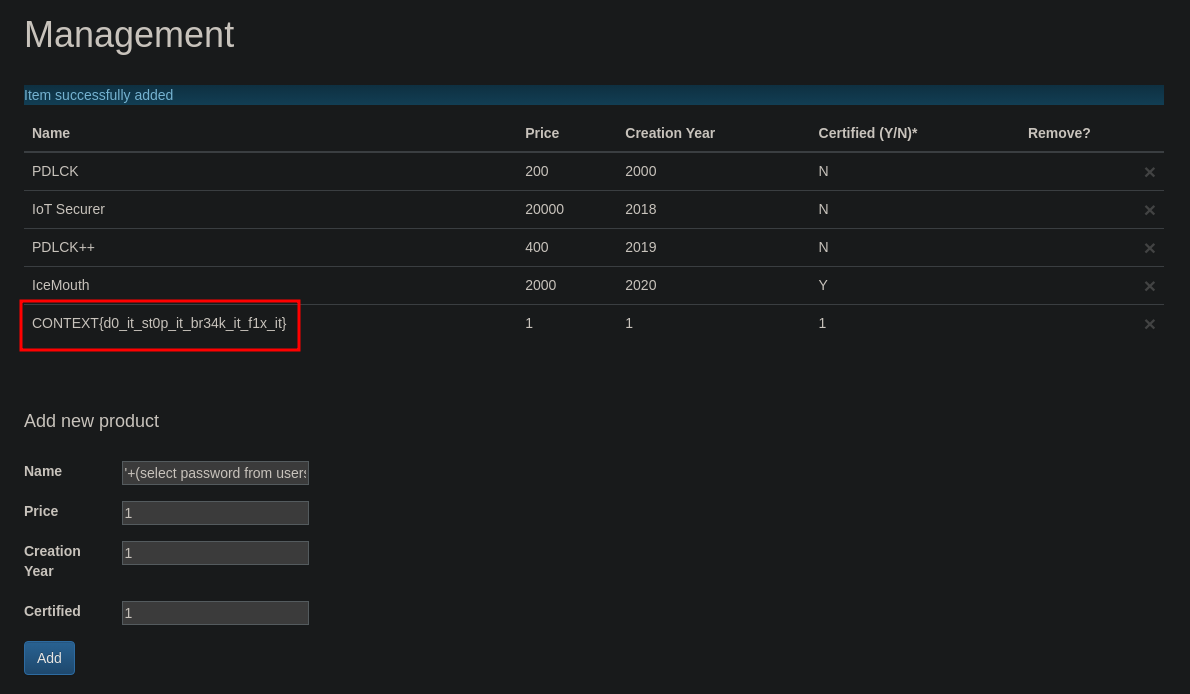 Management
Item successfully added
Name Price Creation Year Certified (Y/N)* Remove?
PDLCK 200 2000 N ×
IoT Securer 20000 2018 N ×
PDLCK++ 400 2019 N ×
IceMouth 2000 2020 Y ×
CONTEXT{d0_it_st0p_it_br34k_it_f1x_it} 1 1 1 ×
Add new product
Name '+(select password from users
Price 1
Creation
Year 1
Certified 1
Add